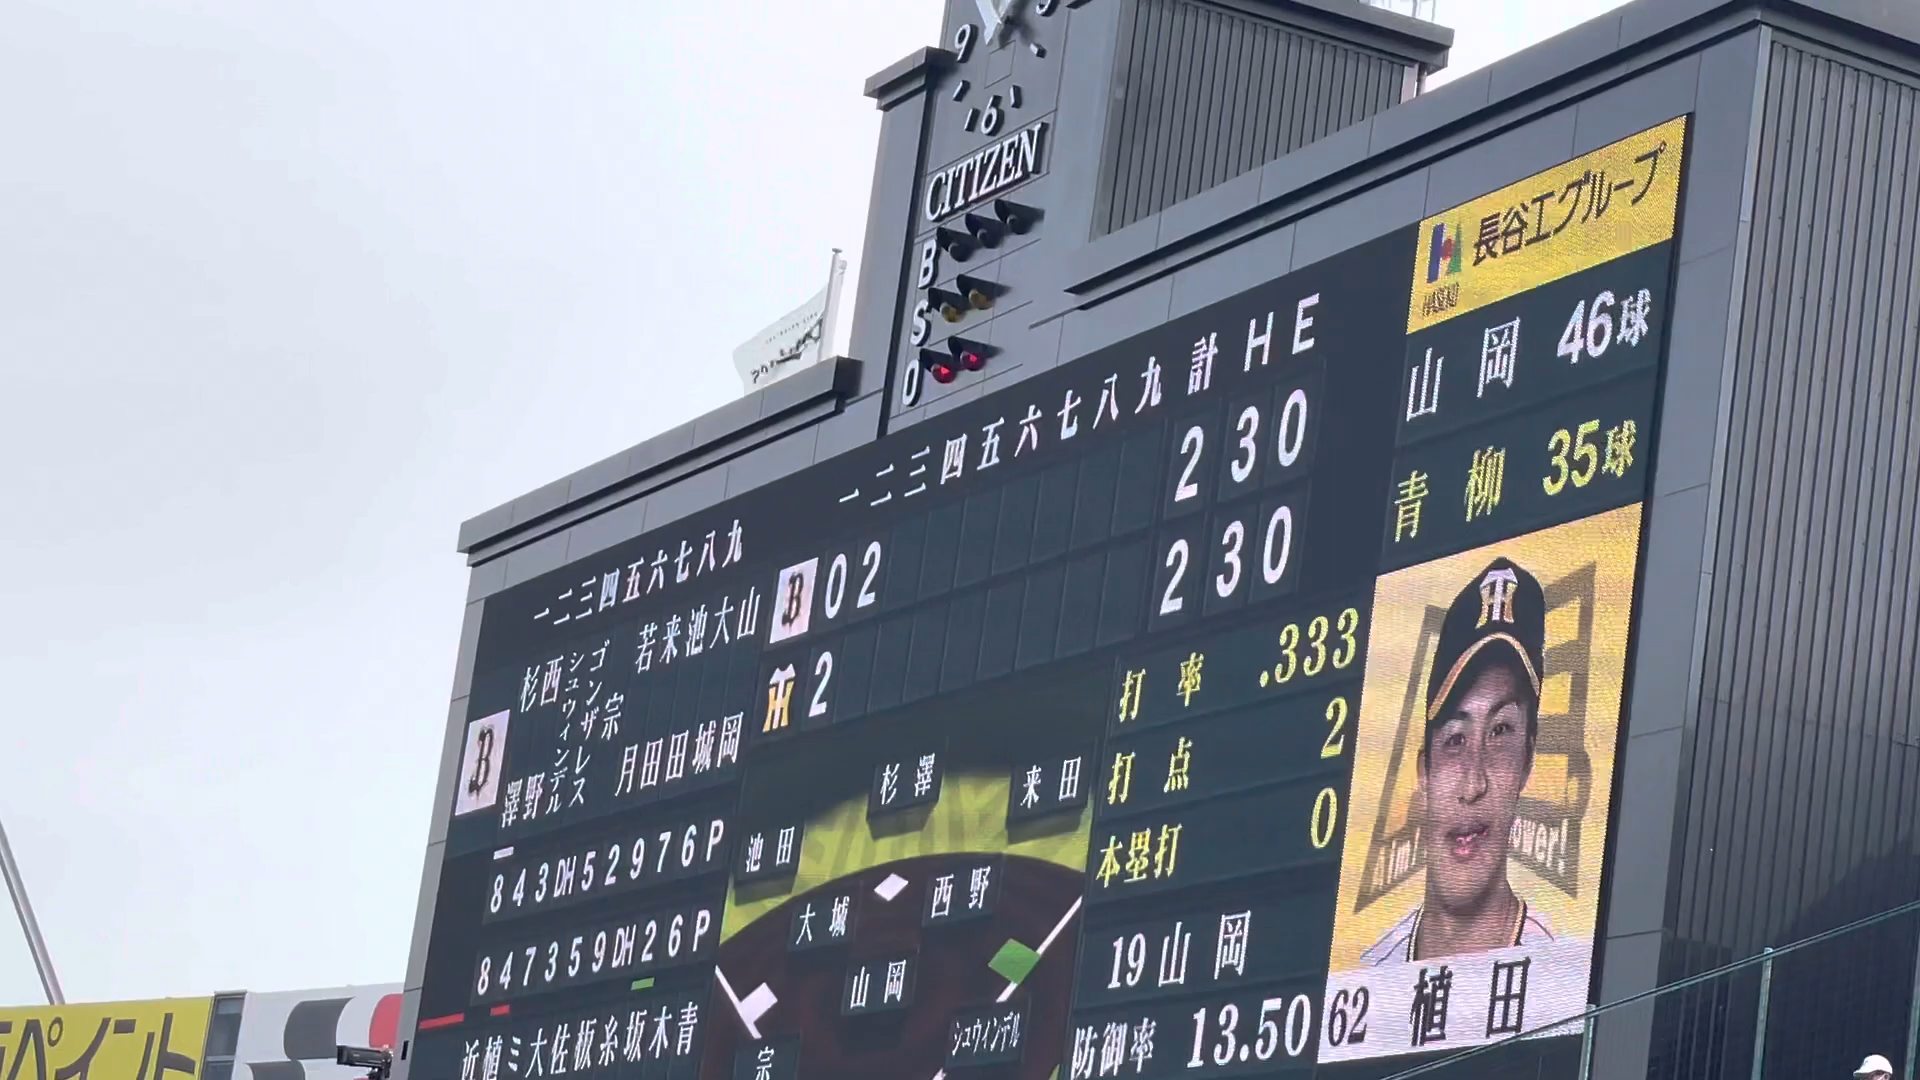 9
6
CITIZEN
B
S
O
長谷工グループ
HASEKO
山岡 46球
青柳 35球
一二三四五六七八九計HE
2 3 0
2 3 0
B 0 2
2
一二三四五六七八九
杉澤
西野
シュウィンデル
ゴンザレス
宗
若月
来田
池田
大城
山岡
B
8 4 3 DH 5 2 9 7 6 P
8 4 7 3 5 9 DH 2 6 P
近植ミ大佐板糸坂木青
杉澤
来田
池田
西野
大城
山岡
シュウィンデル
宗
打率 .333
打点 2
本塁打 0
19 山岡
防御率 13.50
62 植田
ペイント